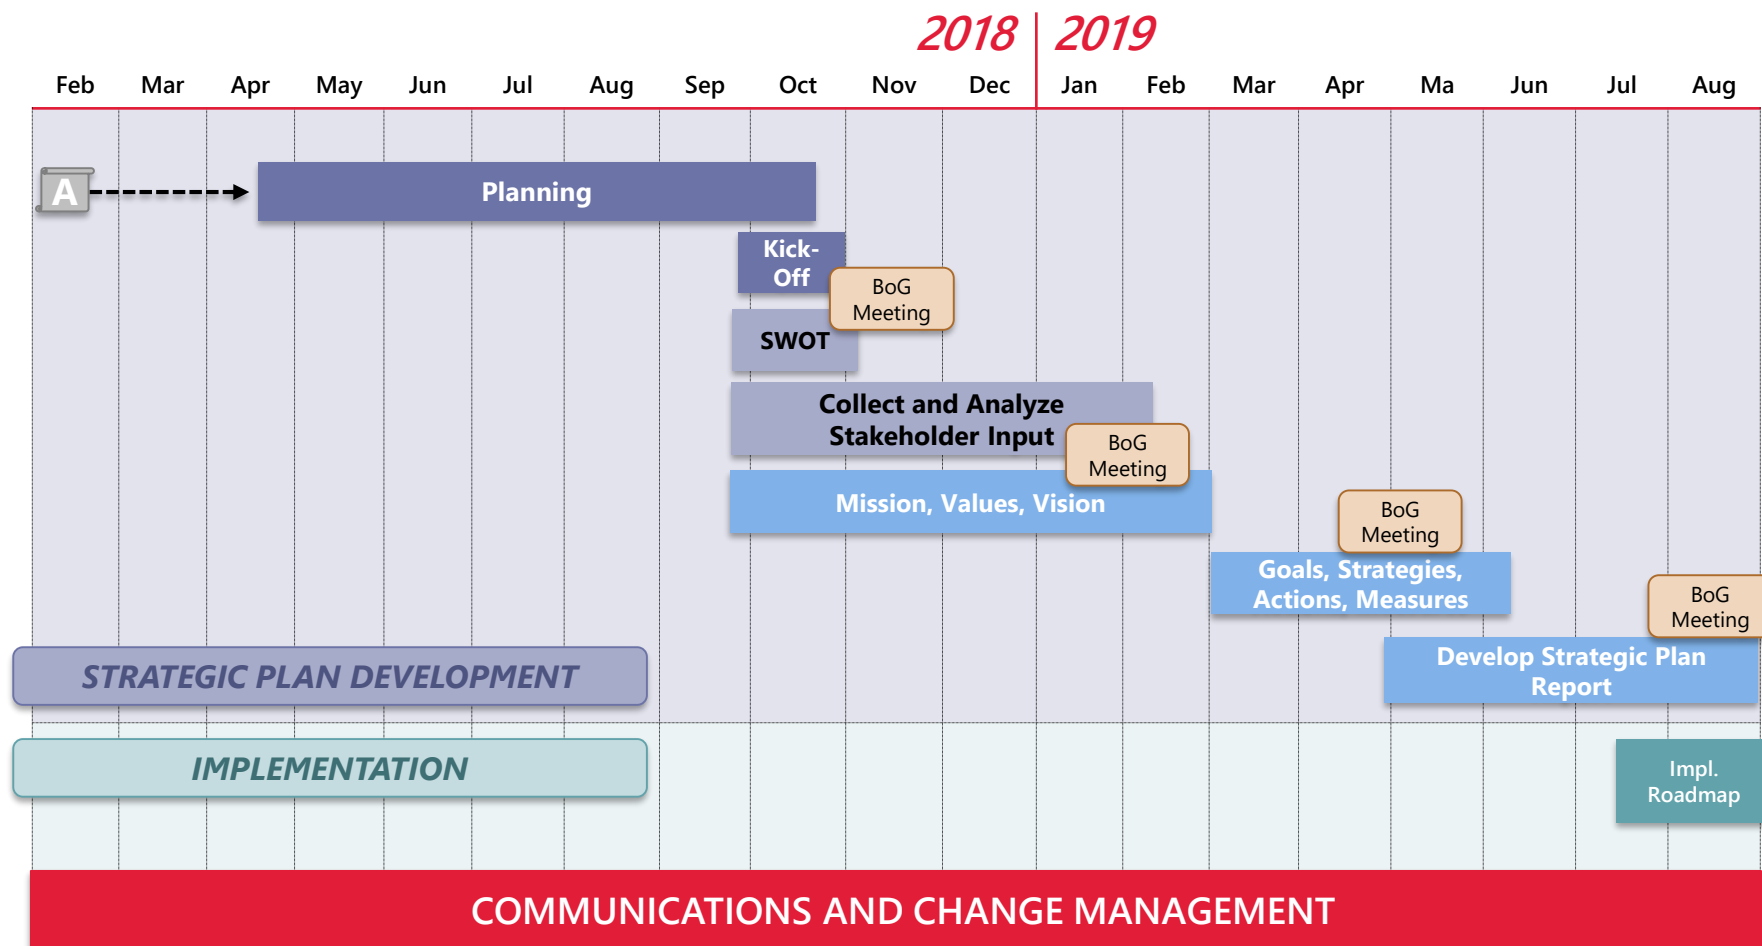 2018 2019
Feb Mar Apr May Jun Jul Aug Sep Oct Nov Dec Jan Feb Mar Apr Ma Jun Jul Aug
A
Planning
Kick-
Off
BoG
Meeting
SWOT
Collect and Analyze
Stakeholder Input
BoG
Meeting
Mission, Values, Vision
BoG
Meeting
Goals, Strategies,
Actions, Measures
BoG
Meeting
STRATEGIC PLAN DEVELOPMENT
Develop Strategic Plan
Report
IMPLEMENTATION
Impl.
Roadmap
COMMUNICATIONS AND CHANGE MANAGEMENT